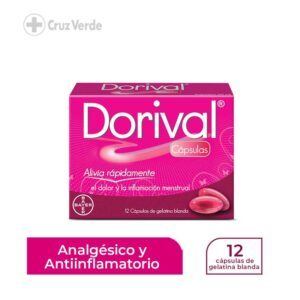 Cruz Verde
Dorival®
Cápsulas
Alivia rápidamente
el dolor y la inflamación menstrual
12 Cápsulas de gelatina blanda
BAYER
Analgésico y
Antiinflamatorio
12
cápsulas de
gelatina blanda